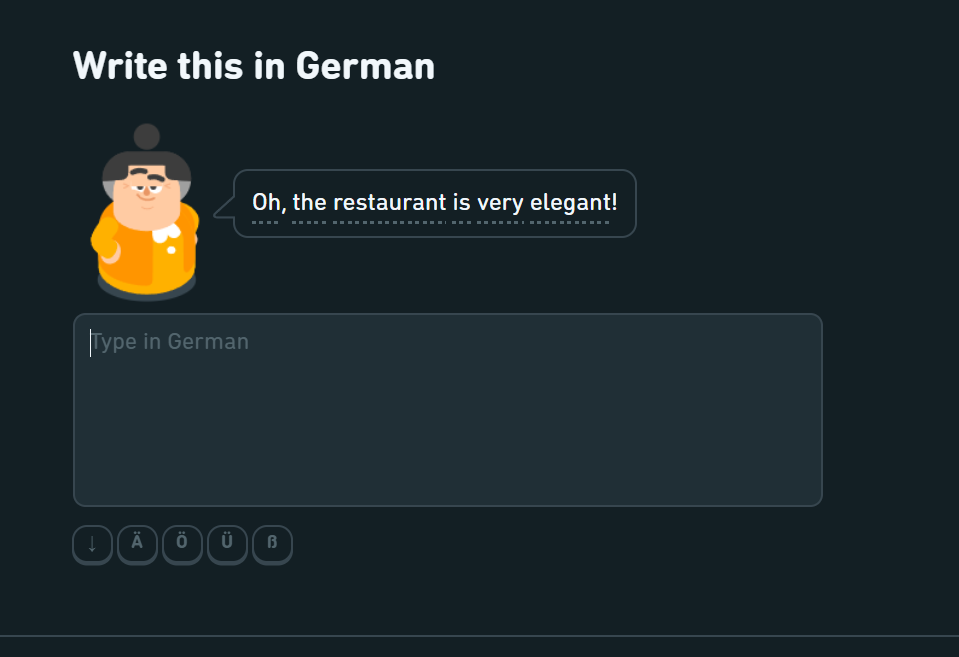 Write this in German
Oh, the restaurant is very elegant!
Type in German
↓ Ä Ö Ü ß